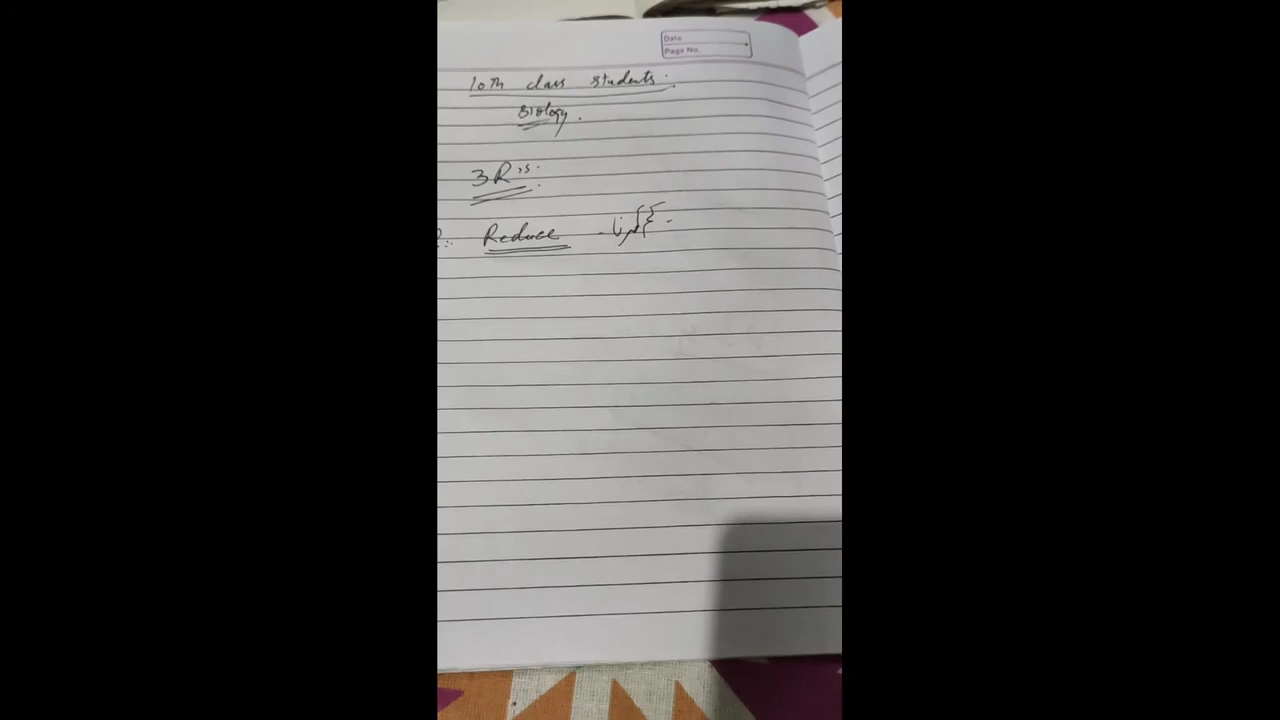 Date
Page No.
10th class students.
Biology.
3R's.
Reduce -